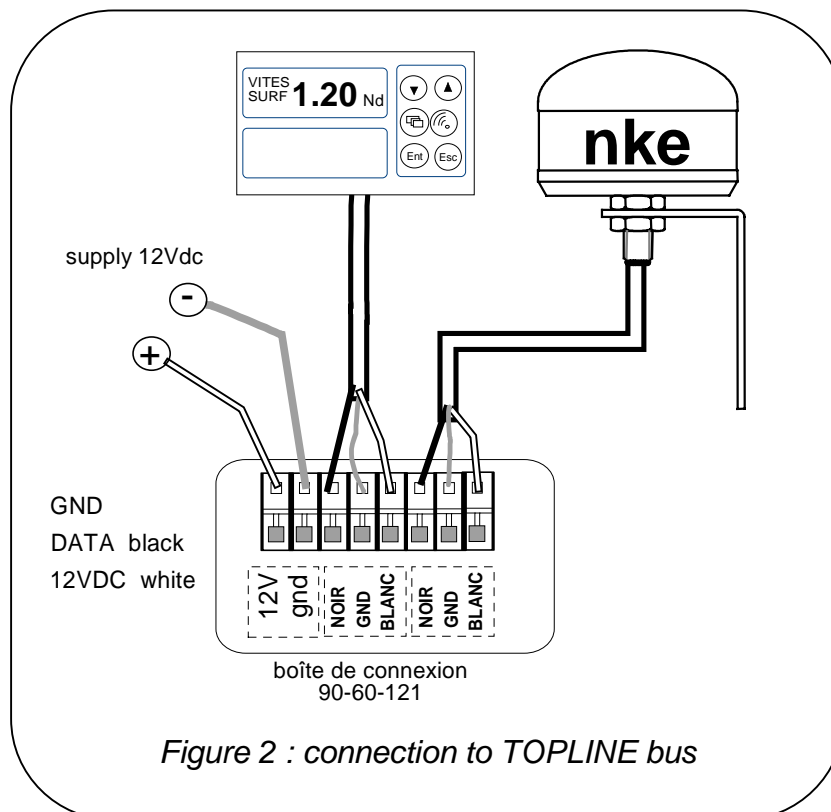 VITES
SURF 1.20 Nd
Ent Esc
nke
supply 12Vdc
-
+
GND
DATA black
12VDC white
12V
gnd
NOIR
GND
BLANC
NOIR
GND
BLANC
boîte de connexion
90-60-121
Figure 2 : connection to TOPLINE bus